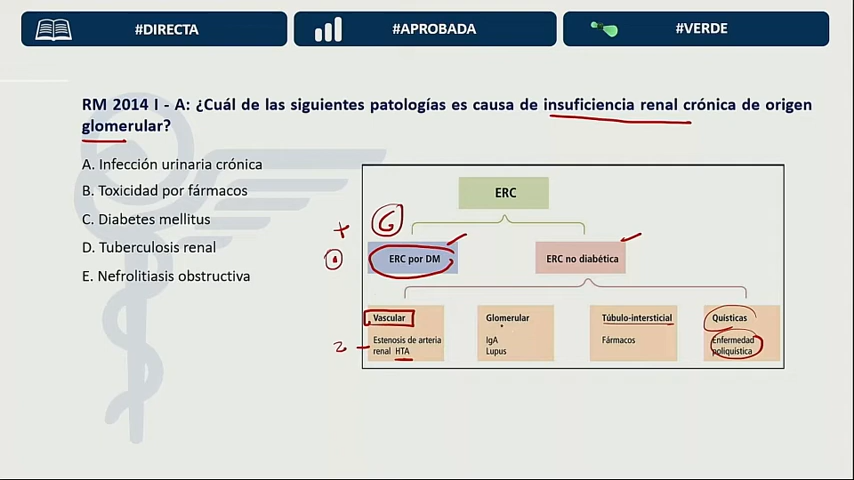 #DIRECTA
#APROBADA
#VERDE
RM 2014 I - A: ¿Cuál de las siguientes patologías es causa de insuficiencia renal crónica de origen
glomerular?
A. Infección urinaria crónica
B. Toxicidad por fármacos
C. Diabetes mellitus
D. Tuberculosis renal
E. Nefrolitiasis obstructiva
ERC
+ G
ERC por DM
ERC no diabética
Vascular
Estenosis de arteria
renal HTA
2
Glomerular
IgA
Lupus
Túbulo-intersticial
Fármacos
Quísticas
Enfermedad
poliquística